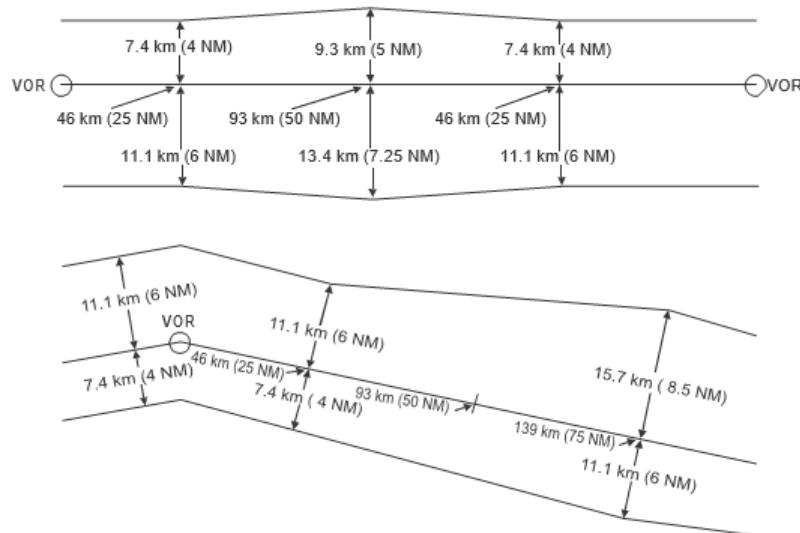 7.4 km (4 NM)
9.3 km (5 NM)
7.4 km (4 NM)
VOR
VOR
46 km (25 NM)
93 km (50 NM)
46 km (25 NM)
11.1 km (6 NM)
13.4 km (7.25 NM)
11.1 km (6 NM)
11.1 km (6 NM)
VOR
11.1 km (6 NM)
46 km (25 NM)
7.4 km (4 NM)
7.4 km ( 4 NM)
93 km (50 NM)
15.7 km ( 8.5 NM)
139 km (75 NM)
11.1 km (6 NM)